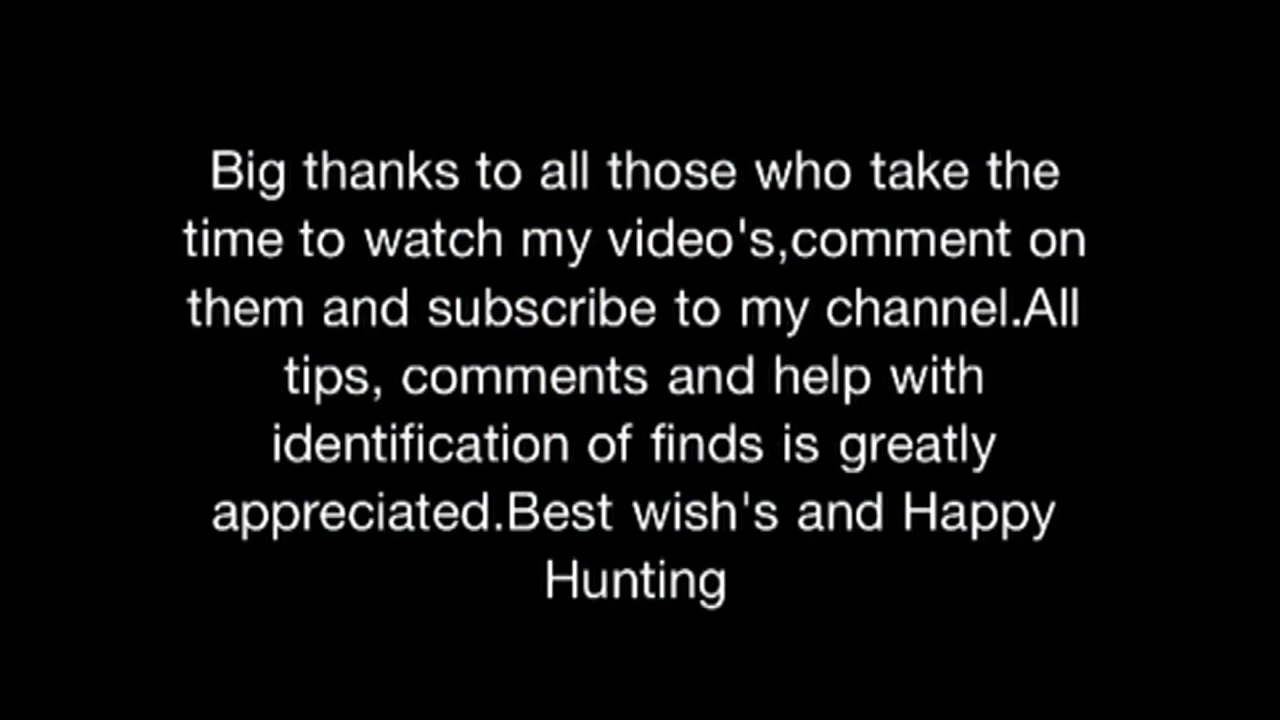 Big thanks to all those who take the
time to watch my video's,comment on
them and subscribe to my channel.All
tips, comments and help with
identification of finds is greatly
appreciated.Best wish's and Happy
Hunting